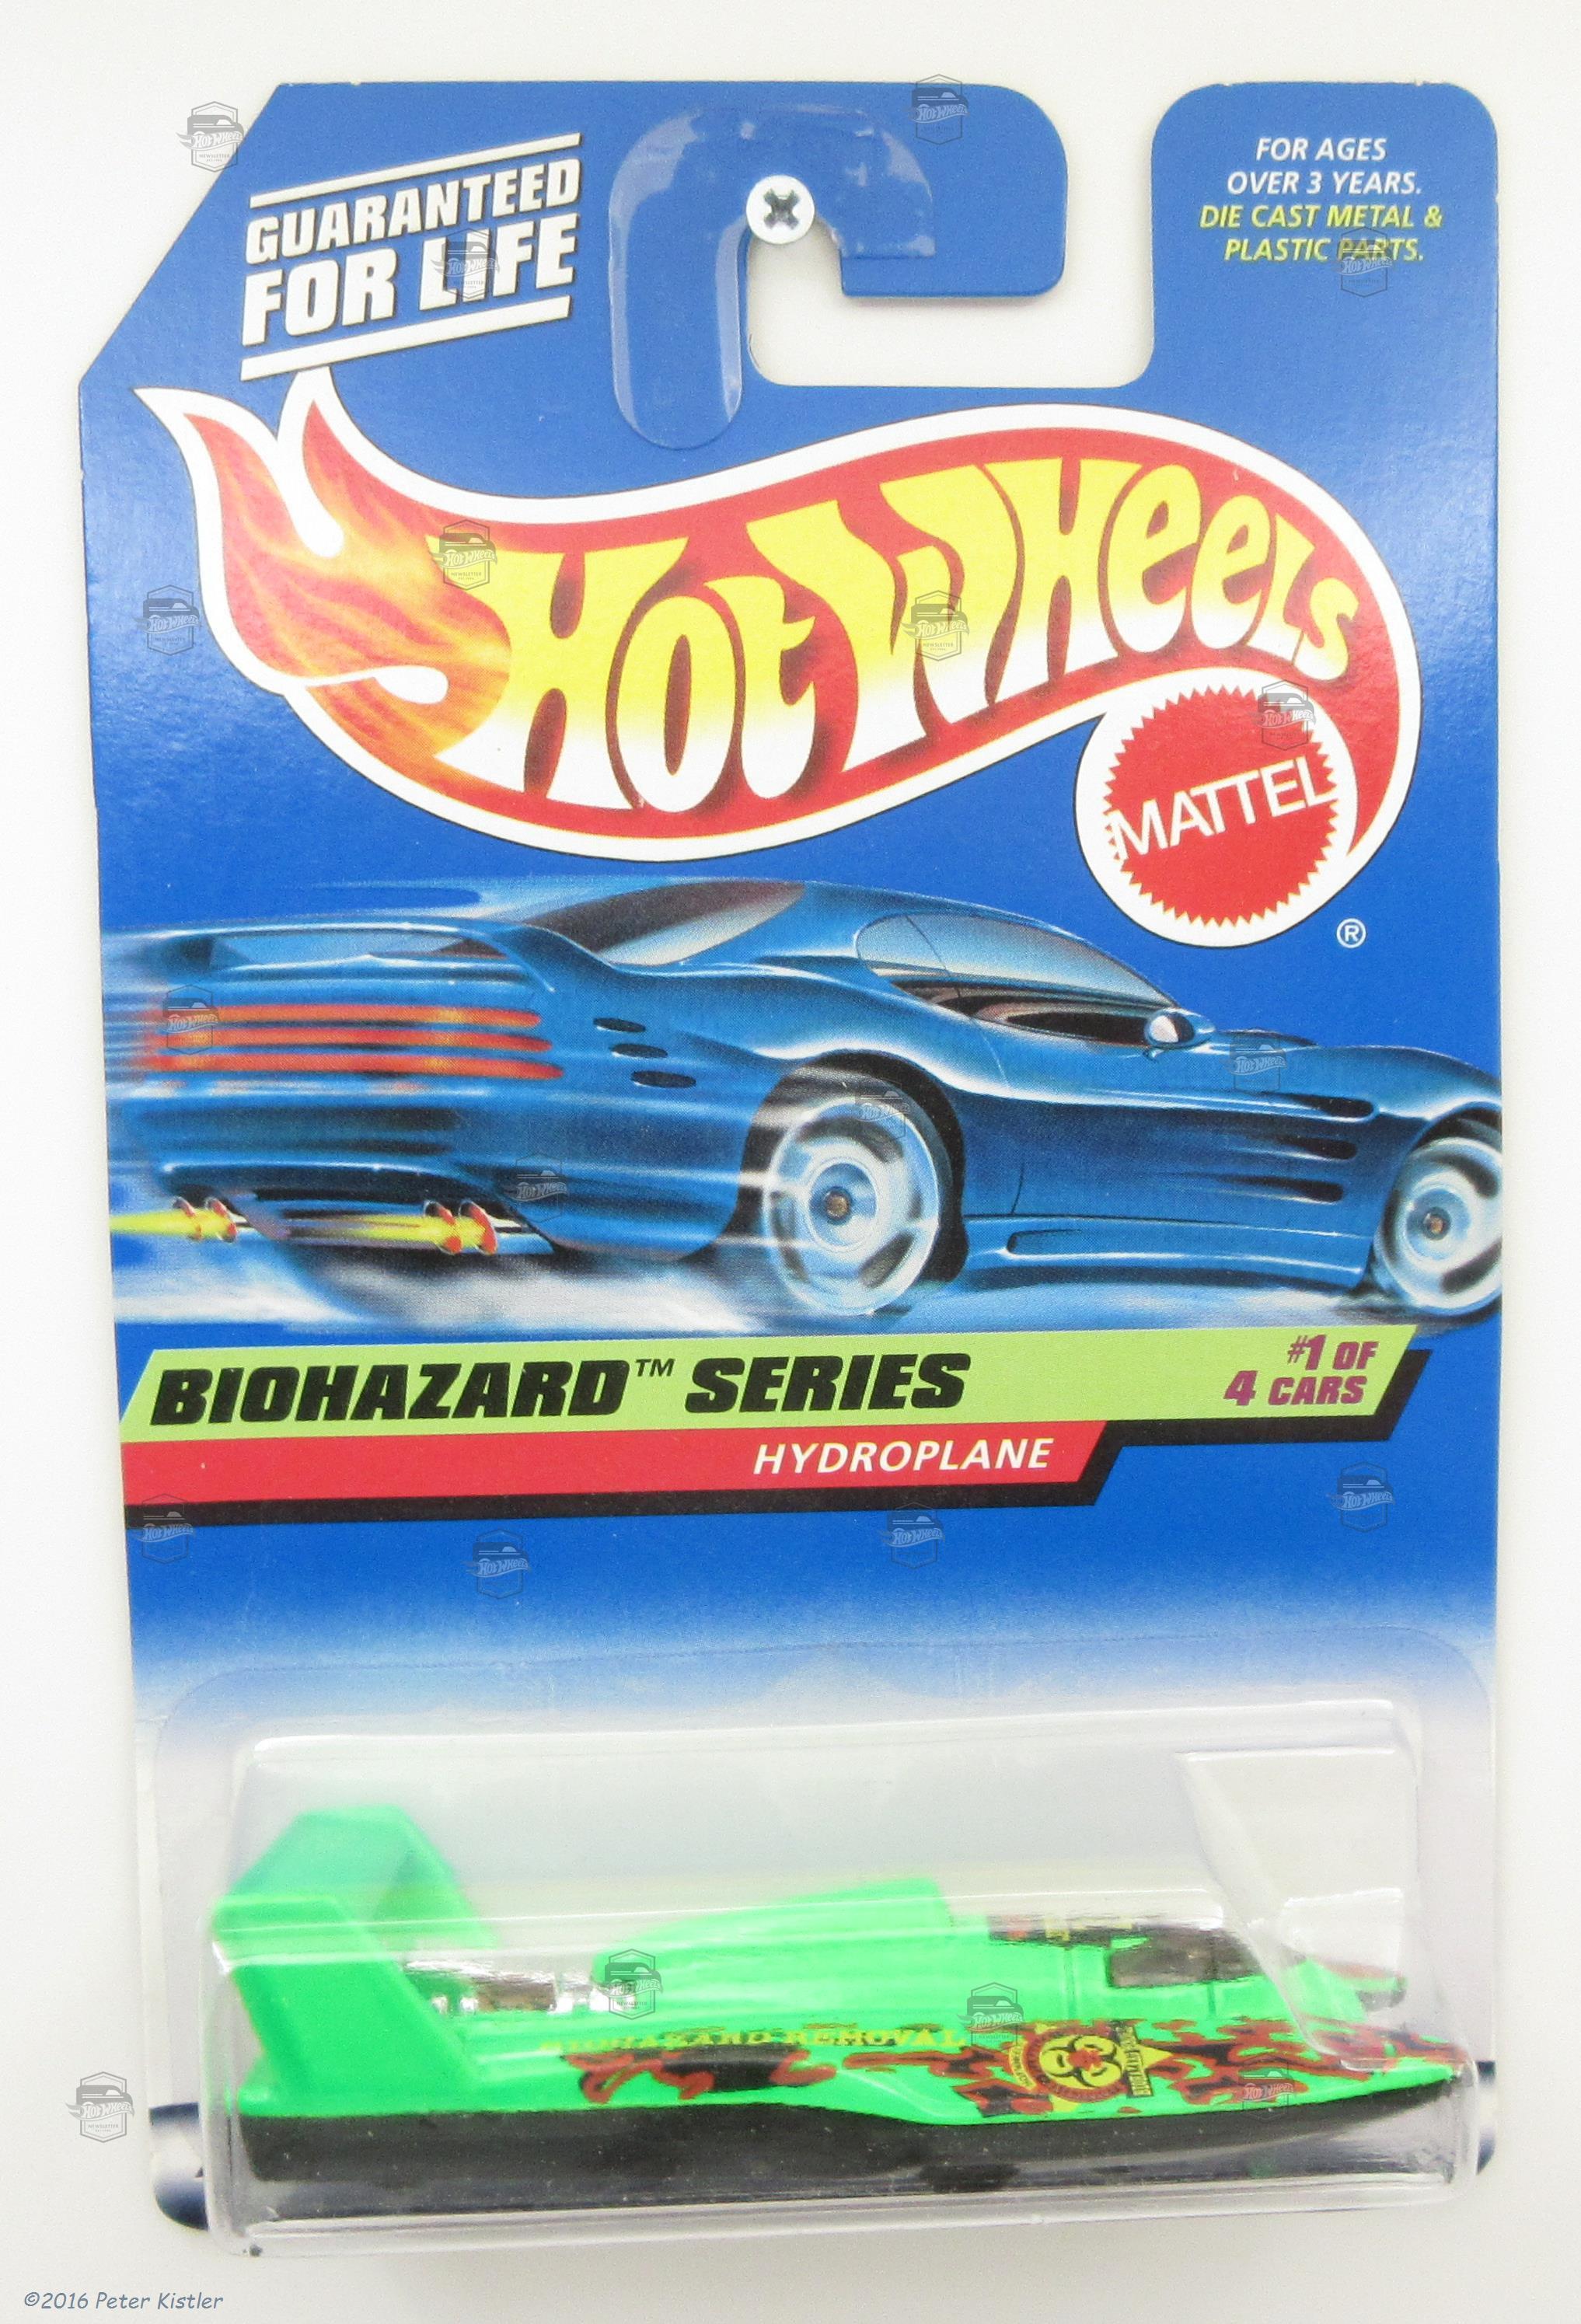 GUARANTEED
FOR LIFE
FOR AGES
OVER 3 YEARS.
DIE CAST METAL &
PLASTIC PARTS.
HOT WHEELS
MATTEL
®
BIOHAZARD™ SERIES
#1 OF
4 CARS
HYDROPLANE
BIOHAZARD REMOVAL
©2016 Peter Kistler